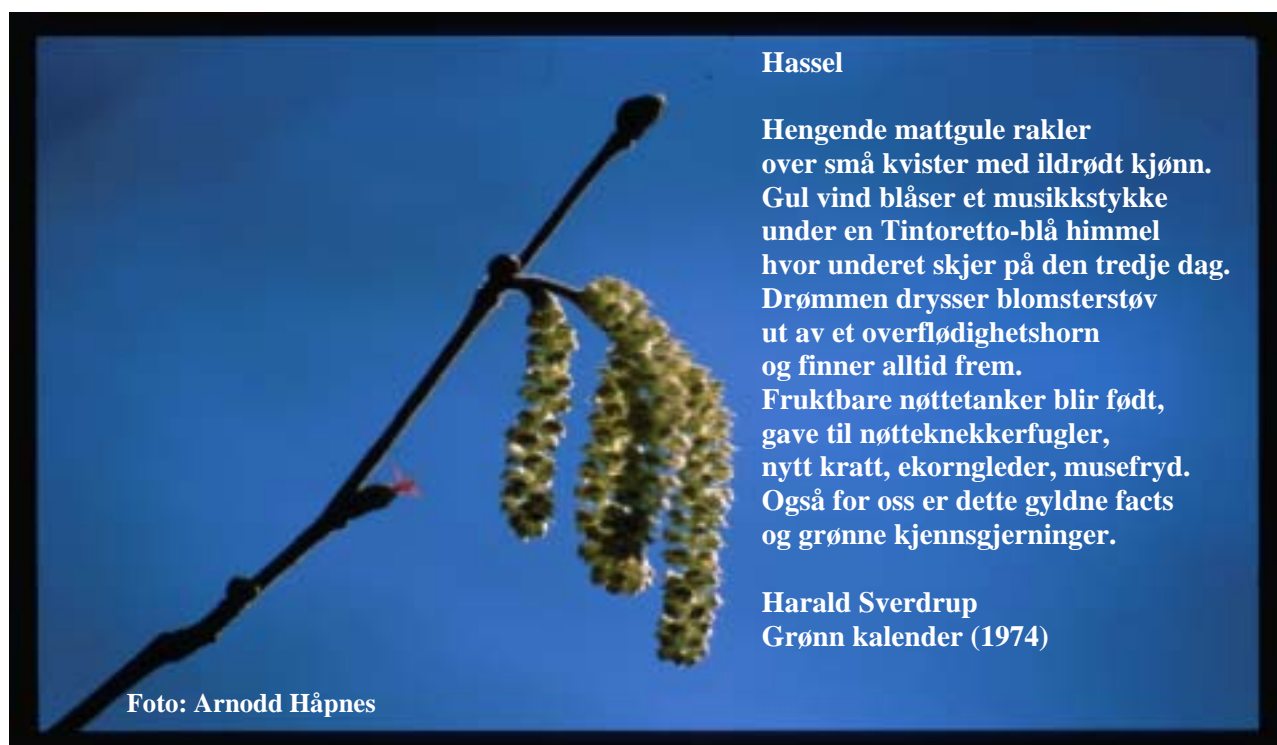 Hassel
Hengende mattgule rakler
over små kvister med ildrødt kjønn.
Gul vind blåser et musikkstykke
under en Tintoretto-blå himmel
hvor underet skjer på den tredje dag.
Drømmen drysser blomsterstøv
ut av et overflødighetshorn
og finner alltid frem.
Fruktbare nøttetanker blir født,
gave til nøtteknekkerfugler,
nytt kratt, ekorngleder, musefryd.
Også for oss er dette gyldne facts
og grønne kjennsgjerninger.
Harald Sverdrup
Grønn kalender (1974)
Foto: Arnodd Håpnes